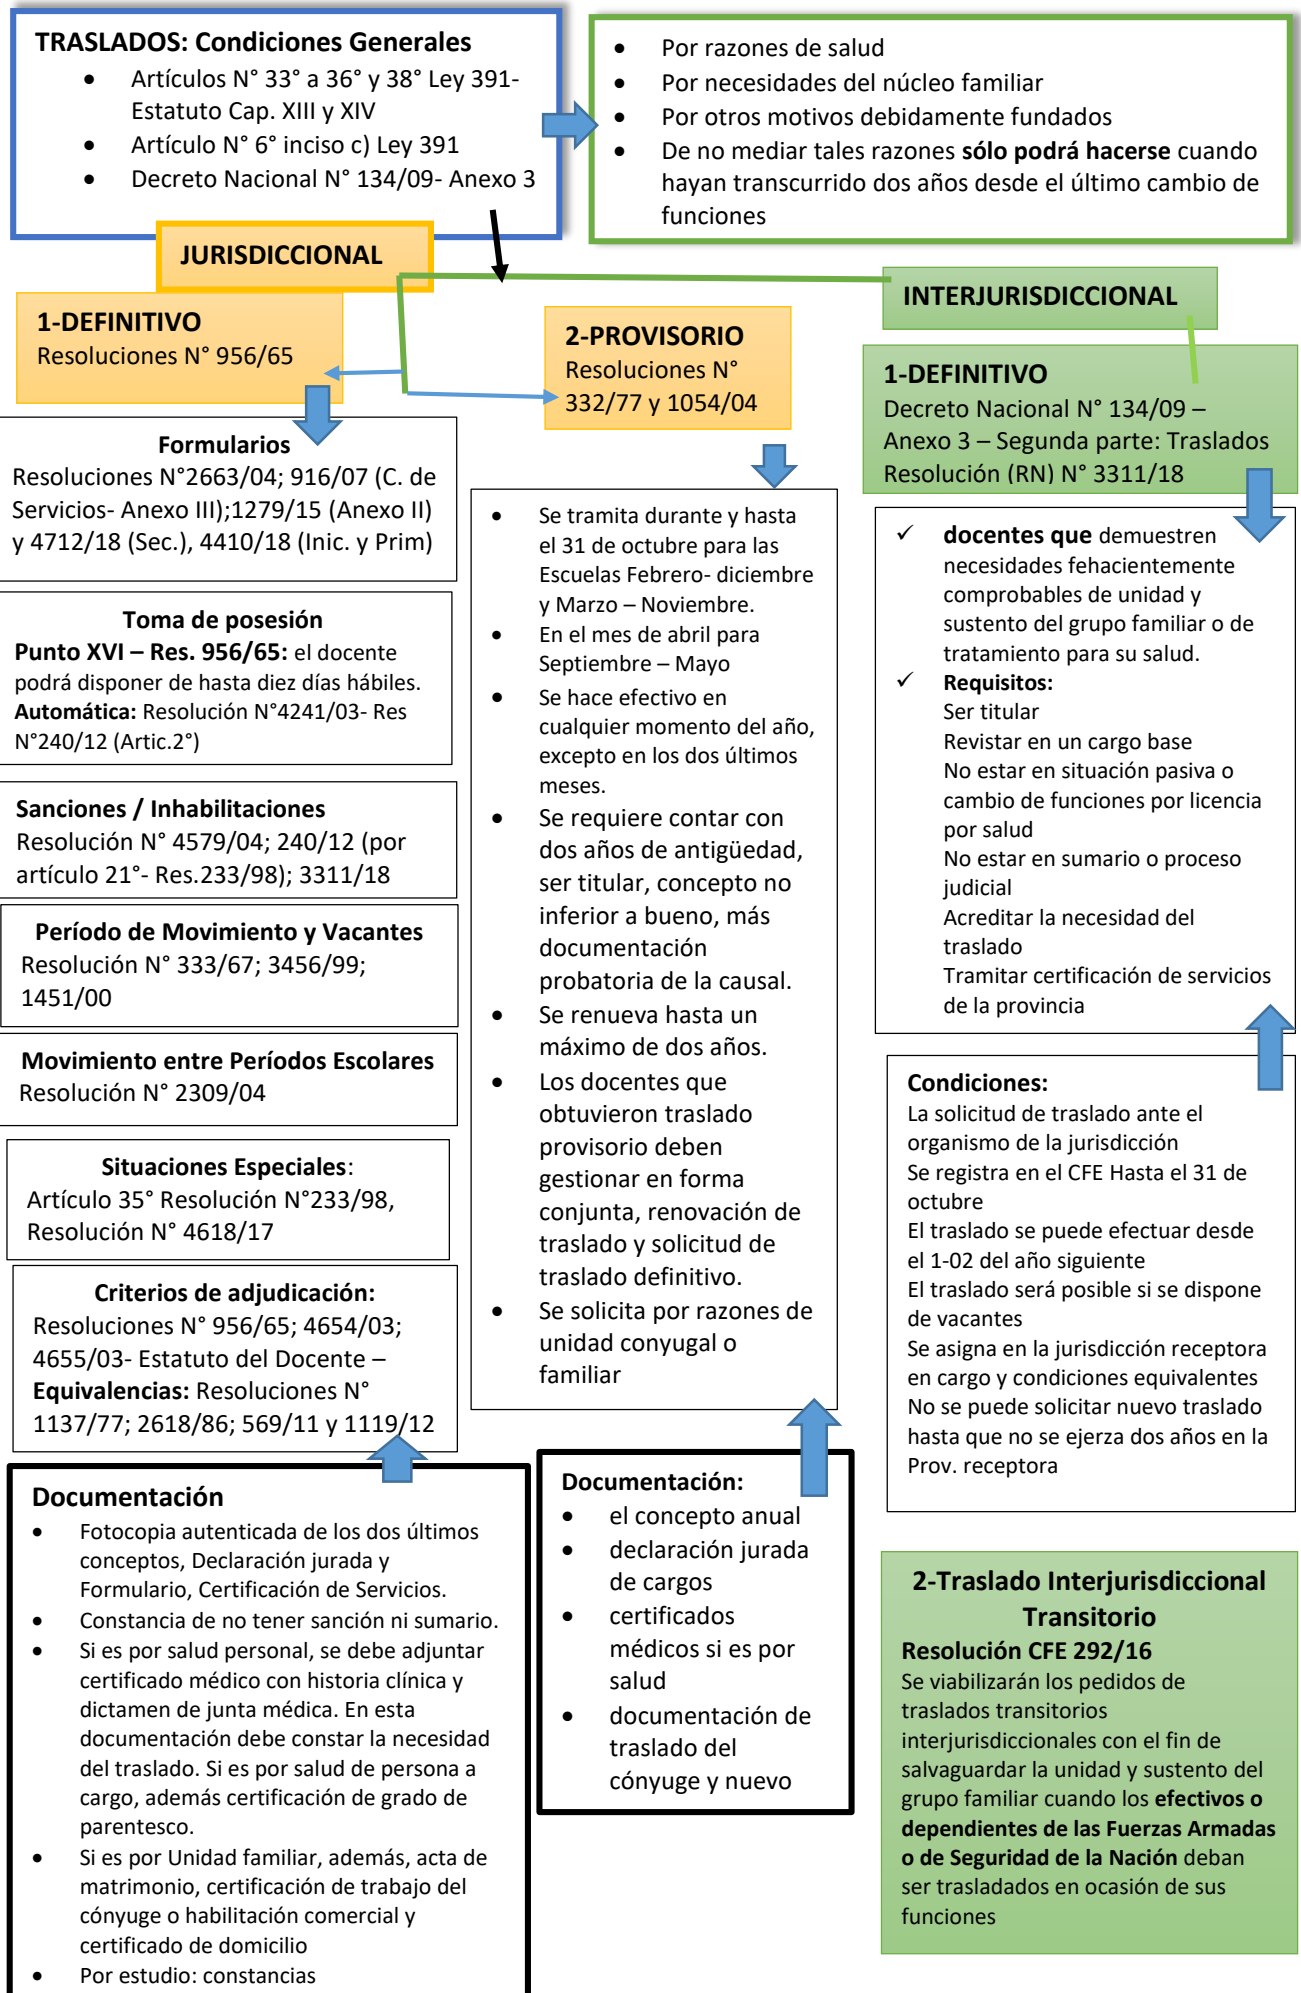 TRASLADOS: Condiciones Generales
• Artículos N° 33° a 36° y 38° Ley 391-
Estatuto Cap. XIII y XIV
• Artículo N° 6° inciso c) Ley 391
• Decreto Nacional N° 134/09- Anexo 3
• Por razones de salud
• Por necesidades del núcleo familiar
• Por otros motivos debidamente fundados
• De no mediar tales razones sólo podrá hacerse cuando
hayan transcurrido dos años desde el último cambio de
funciones
JURISDICCIONAL
1-DEFINITIVO
Resoluciones N° 956/65
Formularios
Resoluciones N°2663/04; 916/07 (C. de
Servicios- Anexo III);1279/15 (Anexo II)
y 4712/18 (Sec.), 4410/18 (Inic. y Prim)
Toma de posesión
Punto XVI – Res. 956/65: el docente
podrá disponer de hasta diez días hábiles.
Automática: Resolución N°4241/03- Res
N°240/12 (Artic.2°)
Sanciones / Inhabilitaciones
Resolución N° 4579/04; 240/12 (por
artículo 21°- Res.233/98); 3311/18
Período de Movimiento y Vacantes
Resolución N° 333/67; 3456/99;
1451/00
Movimiento entre Períodos Escolares
Resolución N° 2309/04
Situaciones Especiales:
Artículo 35° Resolución N°233/98,
Resolución N° 4618/17
Criterios de adjudicación:
Resoluciones N° 956/65; 4654/03;
4655/03- Estatuto del Docente –
Equivalencias: Resoluciones N°
1137/77; 2618/86; 569/11 y 1119/12
Documentación
• Fotocopia autenticada de los dos últimos
conceptos, Declaración jurada y
Formulario, Certificación de Servicios.
• Constancia de no tener sanción ni sumario.
• Si es por salud personal, se debe adjuntar
certificado médico con historia clínica y
dictamen de junta médica. En esta
documentación debe constar la necesidad
del traslado. Si es por salud de persona a
cargo, además certificación de grado de
parentesco.
• Si es por Unidad familiar, además, acta de
matrimonio, certificación de trabajo del
cónyuge o habilitación comercial y
certificado de domicilio
• Por estudio: constancias
2-PROVISORIO
Resoluciones N°
332/77 y 1054/04
• Se tramita durante y hasta
el 31 de octubre para las
Escuelas Febrero- diciembre
y Marzo – Noviembre.
• En el mes de abril para
Septiembre – Mayo
• Se hace efectivo en
cualquier momento del año,
excepto en los dos últimos
meses.
• Se requiere contar con
dos años de antigüedad,
ser titular, concepto no
inferior a bueno, más
documentación
probatoria de la causal.
• Se renueva hasta un
máximo de dos años.
• Los docentes que
obtuvieron traslado
provisorio deben
gestionar en forma
conjunta, renovación de
traslado y solicitud de
traslado definitivo.
• Se solicita por razones de
unidad conyugal o
familiar
Documentación:
• el concepto anual
• declaración jurada
de cargos
• certificados
médicos si es por
salud
• documentación de
traslado del
cónyuge y nuevo
INTERJURISDICCIONAL
1-DEFINITIVO
Decreto Nacional N° 134/09 –
Anexo 3 – Segunda parte: Traslados
Resolución (RN) N° 3311/18
✓ docentes que demuestren
necesidades fehacientemente
comprobables de unidad y
sustento del grupo familiar o de
tratamiento para su salud.
✓ Requisitos:
Ser titular
Revistar en un cargo base
No estar en situación pasiva o
cambio de funciones por licencia
por salud
No estar en sumario o proceso
judicial
Acreditar la necesidad del
traslado
Tramitar certificación de servicios
de la provincia
Condiciones:
La solicitud de traslado ante el
organismo de la jurisdicción
Se registra en el CFE Hasta el 31 de
octubre
El traslado se puede efectuar desde
el 1-02 del año siguiente
El traslado será posible si se dispone
de vacantes
Se asigna en la jurisdicción receptora
en cargo y condiciones equivalentes
No se puede solicitar nuevo traslado
hasta que no se ejerza dos años en la
Prov. receptora
2-Traslado Interjurisdiccional
Transitorio
Resolución CFE 292/16
Se viabilizarán los pedidos de
traslados transitorios
interjurisdiccionales con el fin de
salvaguardar la unidad y sustento del
grupo familiar cuando los efectivos o
dependientes de las Fuerzas Armadas
o de Seguridad de la Nación deban
ser trasladados en ocasión de sus
funciones